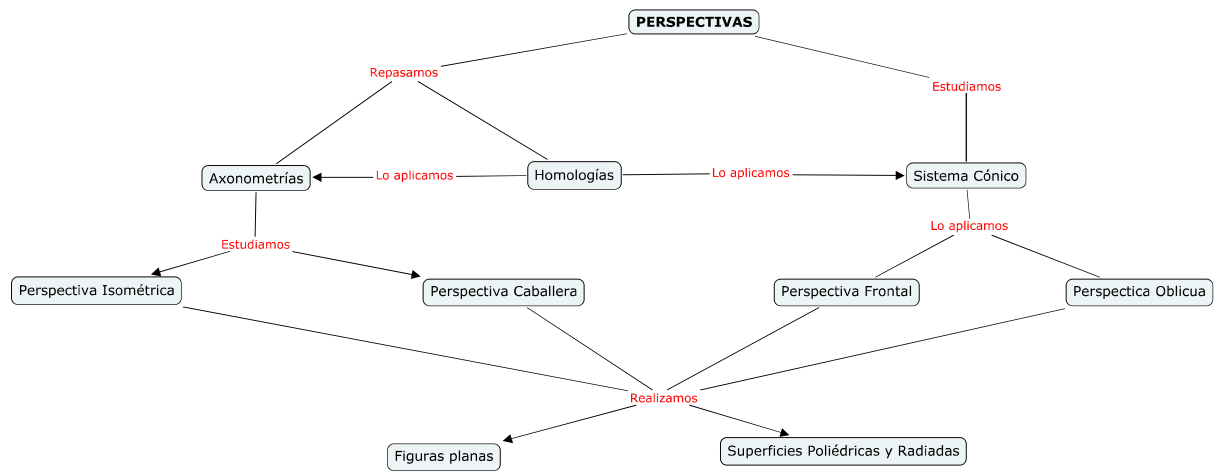 PERSPECTIVAS
Repasamos
Estudiamos
Axonometrías
Lo aplicamos
Homologías
Lo aplicamos
Sistema Cónico
Estudiamos
Lo aplicamos
Perspectiva Isométrica
Perspectiva Caballera
Perspectiva Frontal
Perspectica Oblicua
Realizamos
Figuras planas
Superficies Poliédricas y Radiadas